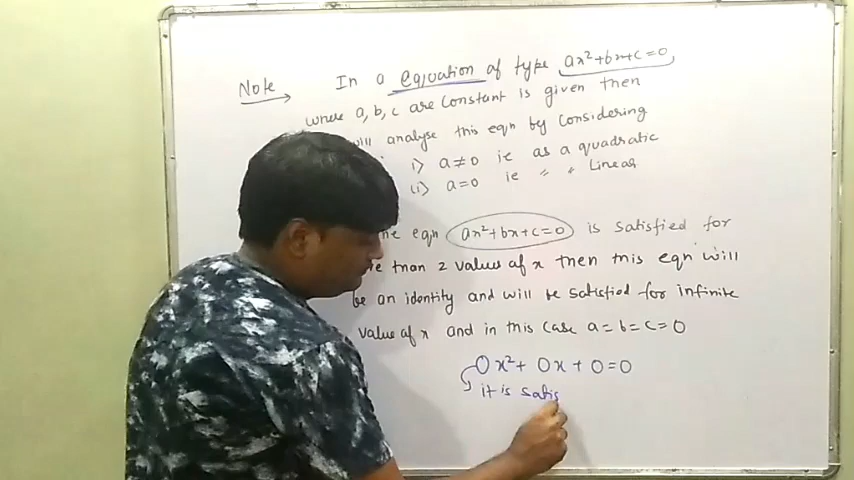 Note In a equation of type ax²+bx+c=0
where a, b, c are constant is given then
will analyse this eqn by considering
i) a≠0 ie as a quadratic
(ii) a=0 ie " " Linear
eqn ax²+bx+c=0 is satisfied for
than 2 values of x then this eqn will
be an identity and will be satisfied for infinite
value of x and in this case a=b=c=0
0x²+0x+0=0
it is satis